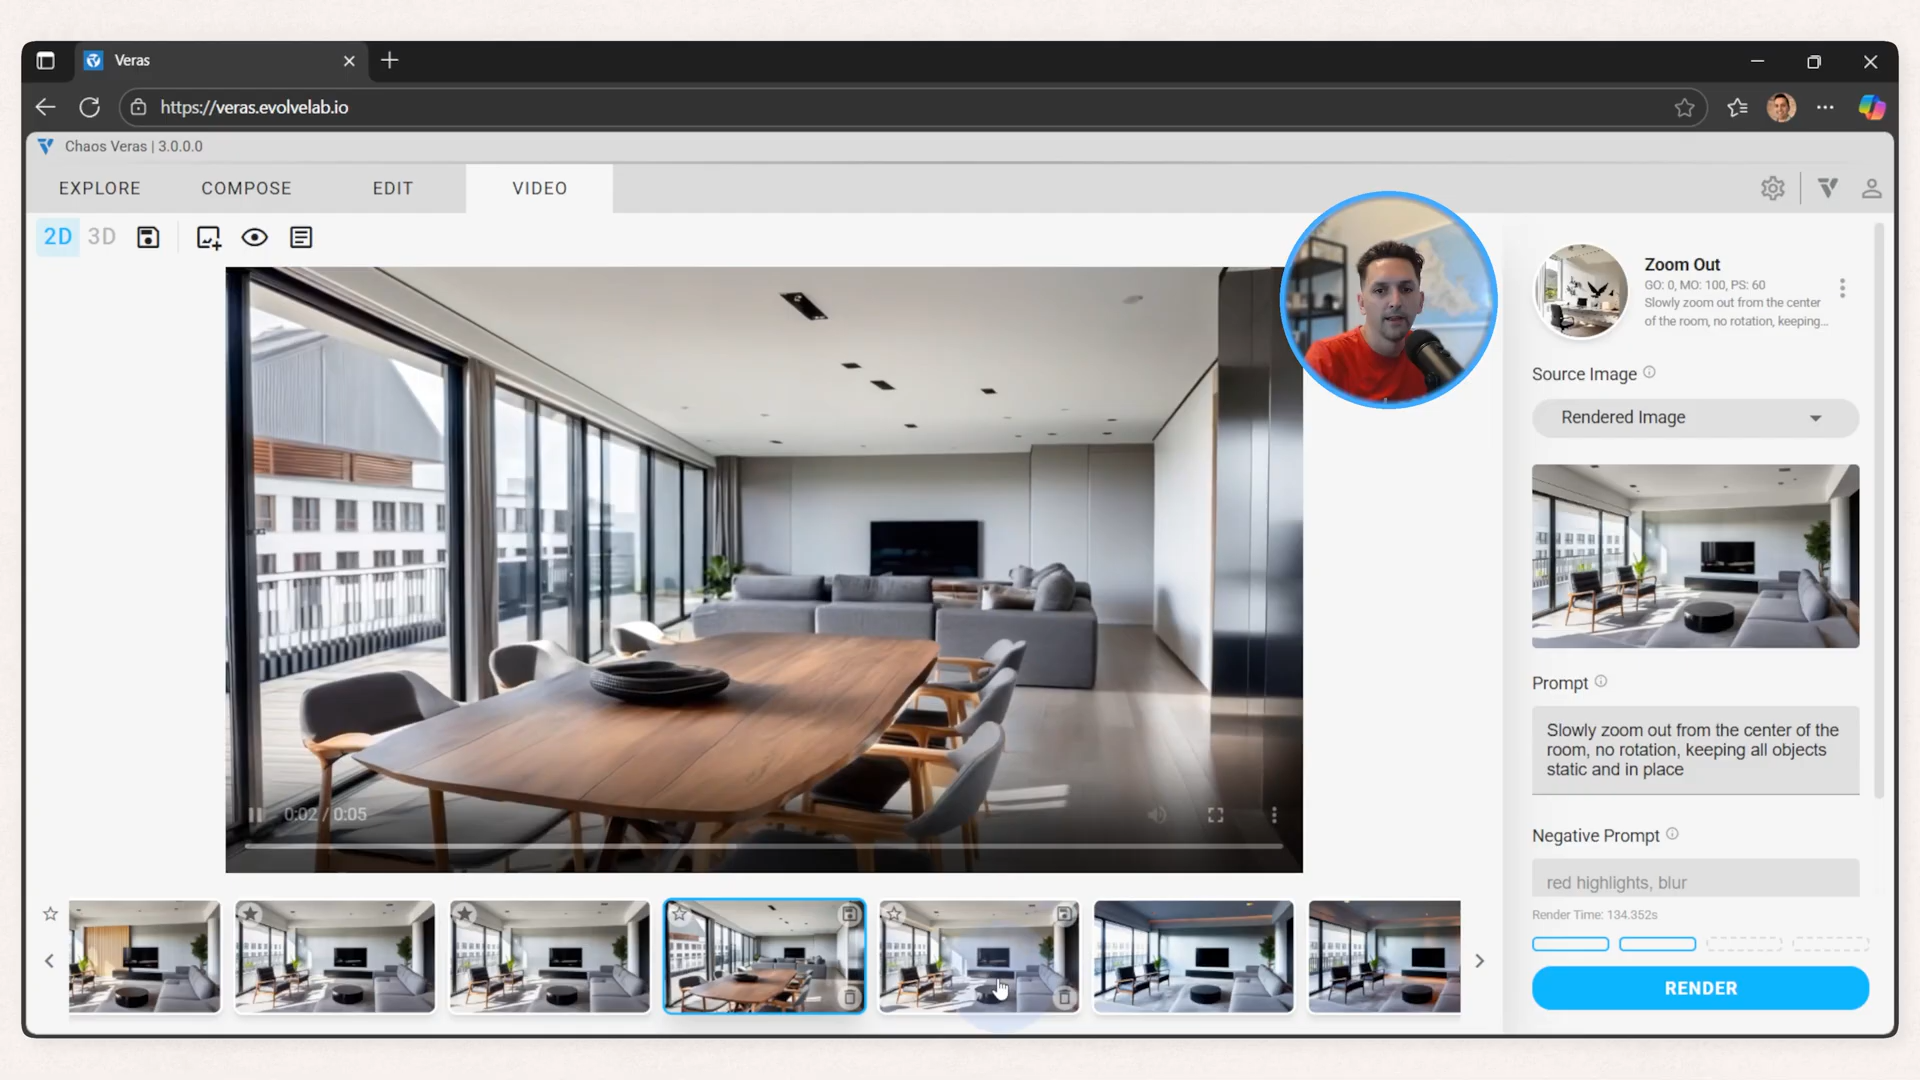 Veras
https://veras.evolvelab.io
Chaos Veras | 3.0.0.0
EXPLORE
COMPOSE
EDIT
VIDEO
2D
3D
Zoom Out
GO: 0, MO: 100, PS: 60
Slowly zoom out from the center
of the room, no rotation, keeping...
Source Image
Rendered Image
Prompt
Slowly zoom out from the center of the
room, no rotation, keeping all objects
static and in place
0:02 / 0:05
Negative Prompt
red highlights, blur
Render Time: 134.352s
RENDER